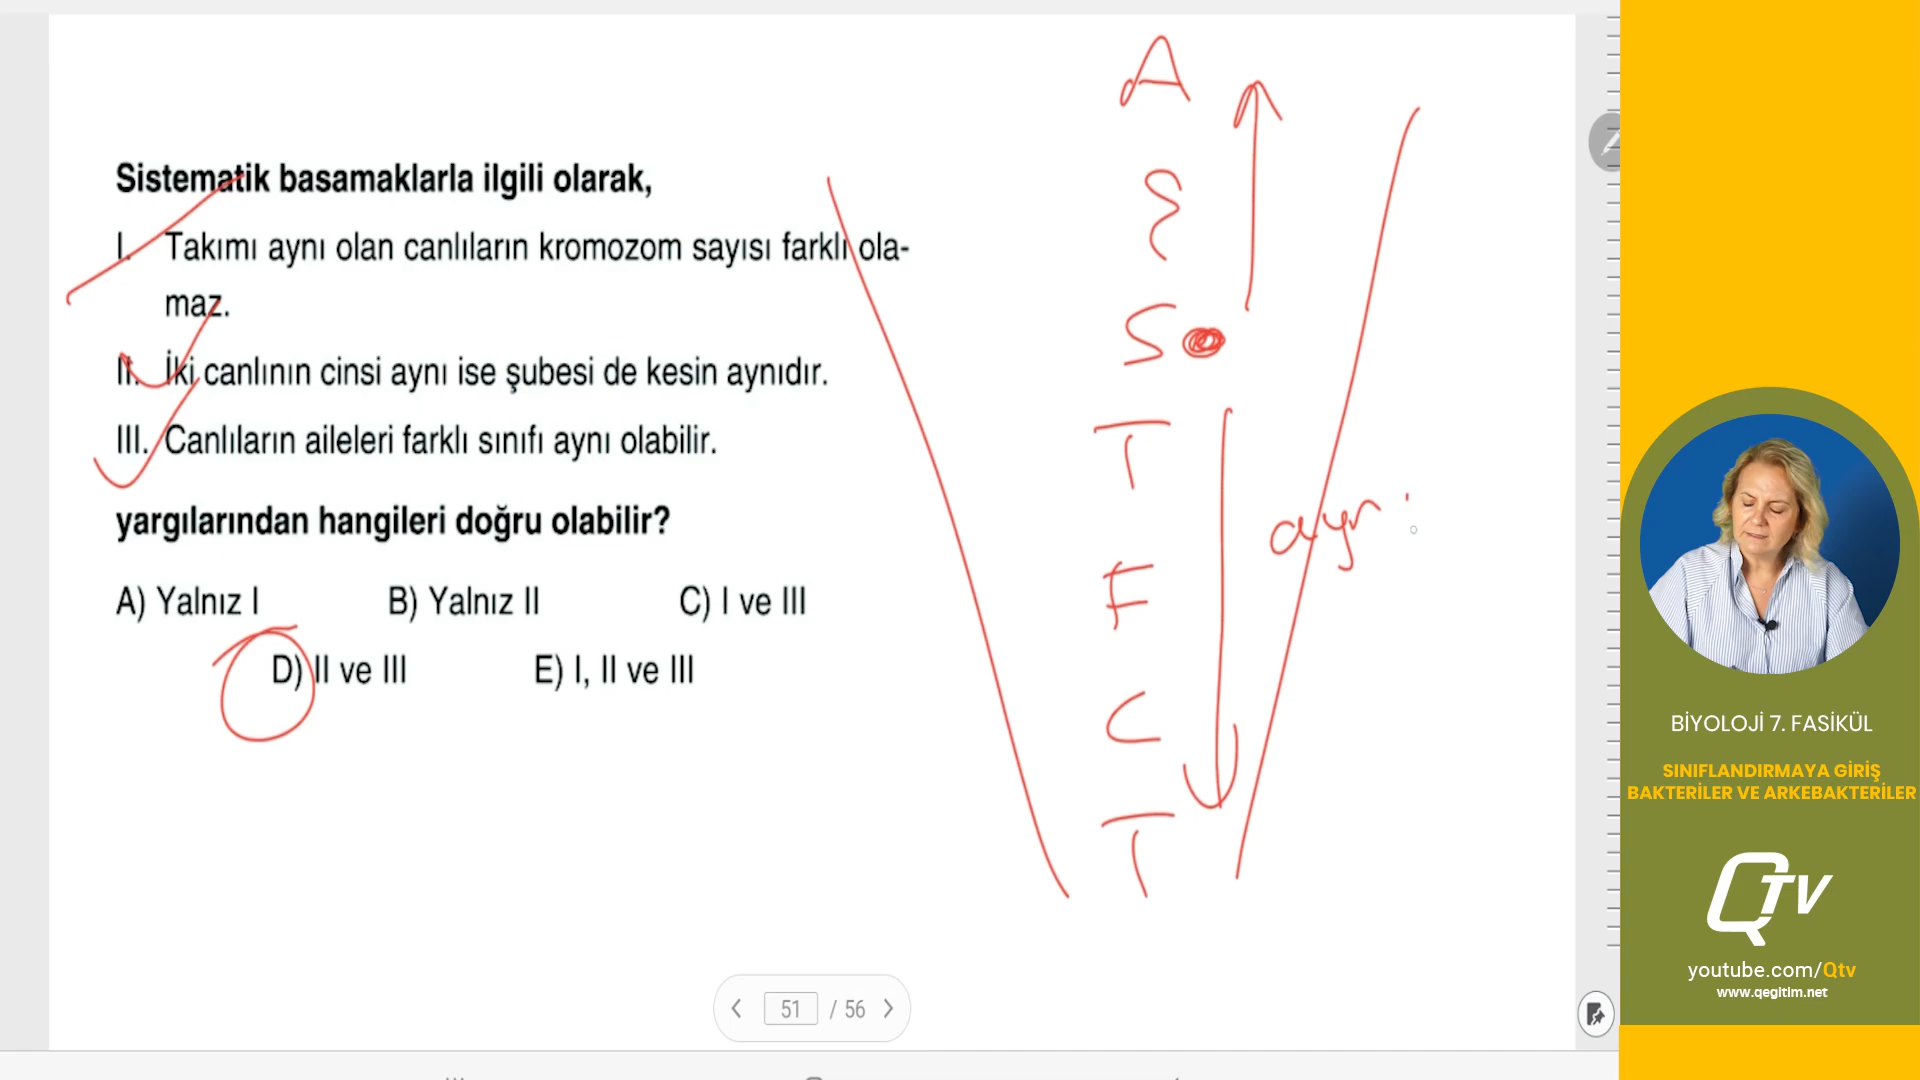 Sistematik basamaklarla ilgili olarak,
I. Takımı aynı olan canlıların kromozom sayısı farklı ola-
maz.
II. İki canlının cinsi aynı ise şubesi de kesin aynıdır.
III. Canlıların aileleri farklı sınıfı aynı olabilir.
yargılarından hangileri doğru olabilir?
A) Yalnız I B) Yalnız II C) I ve III
D) II ve III E) I, II ve III
A
S
T
F
C
T
51 / 56
BİYOLOJİ 7. FASİKÜL
SINIFLANDIRMAYA GİRİŞ
BAKTERİLER VE ARKEBAKTERİLER
QTV
youtube.com/Qtv
www.qegitim.net